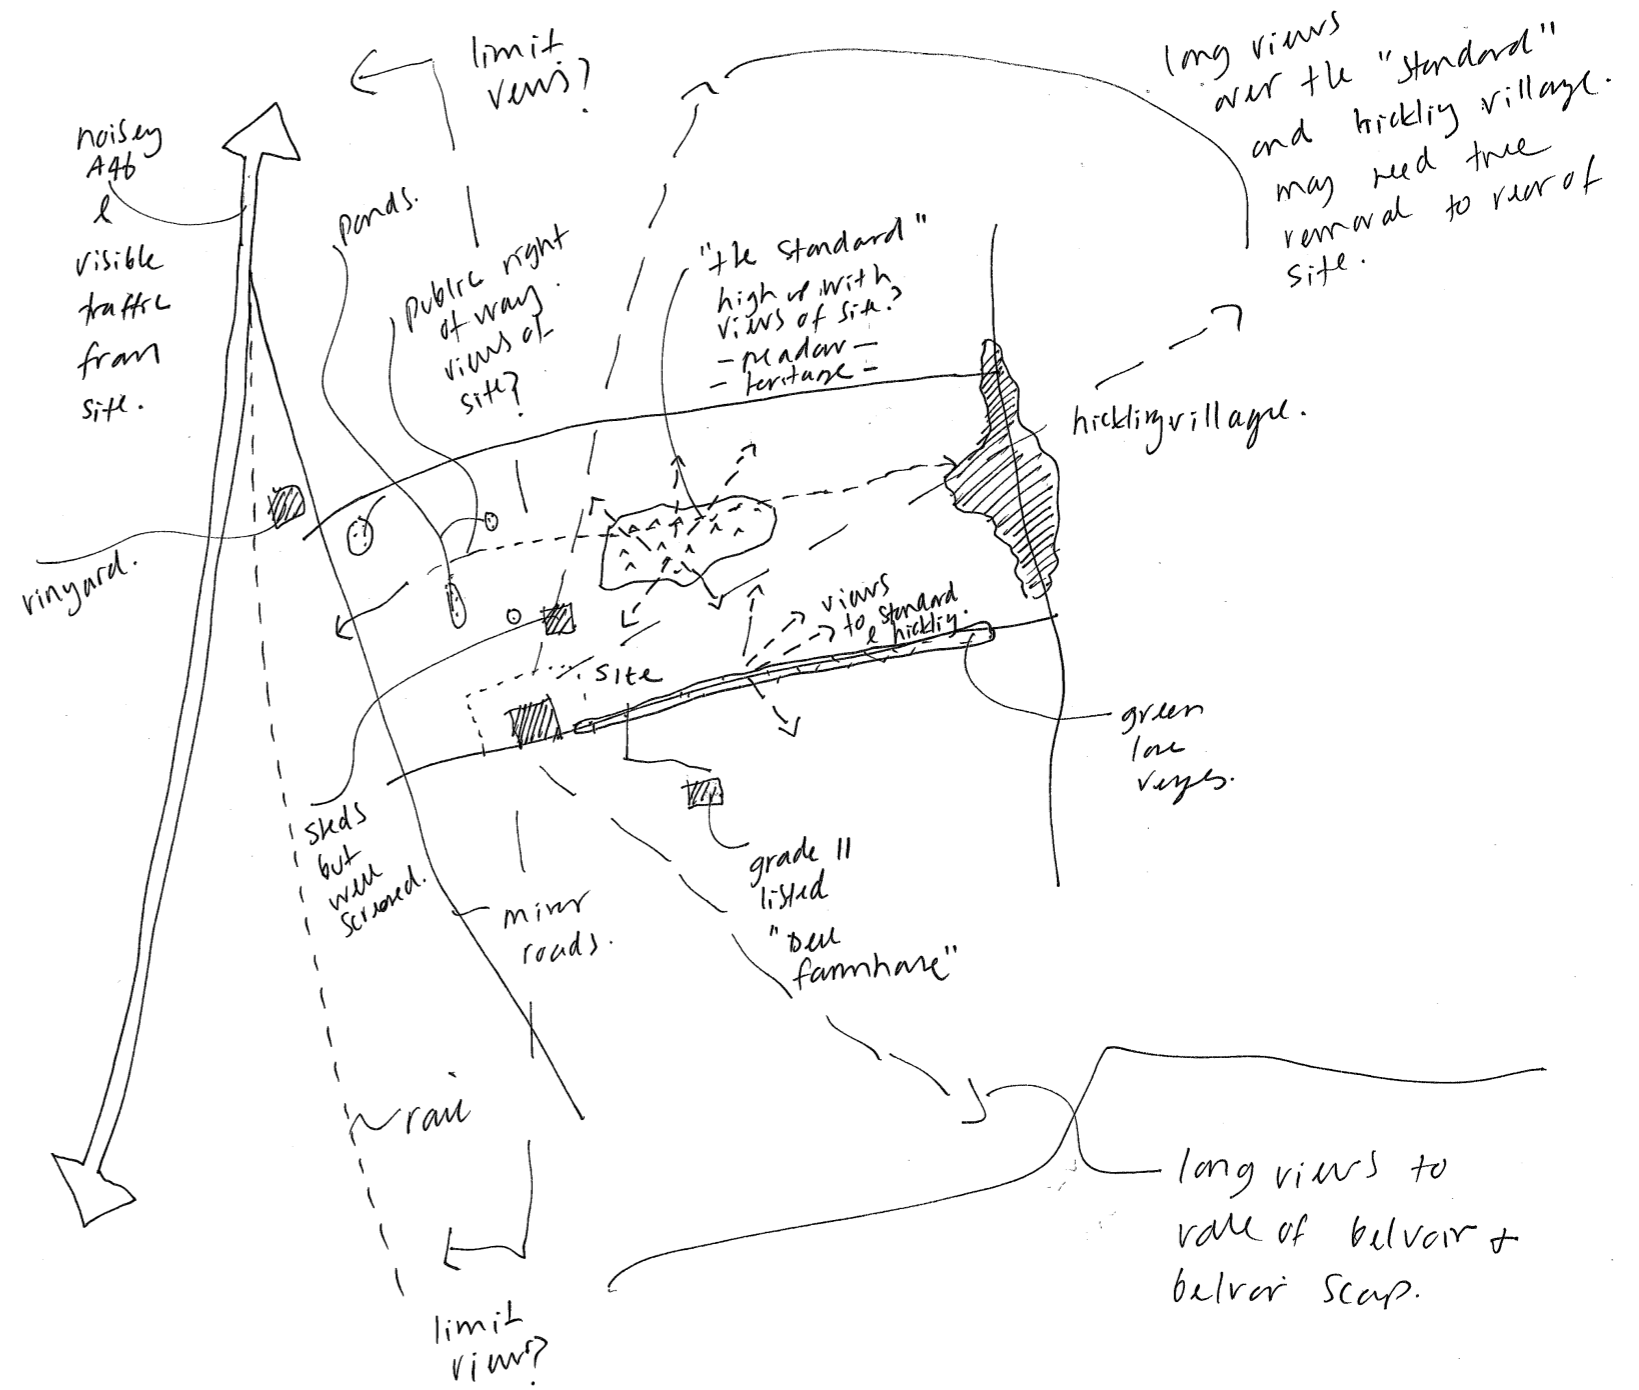 limit
views?
long views
over the "standard"
and hickling village.
may need tree
removal to rear of
site.
noisey
A46
&
visible
traffic
from
site.
ponds.
public right
of way.
views of
site?
"the standard"
high up with
views of site?
- meadow -
- heritage -
hickling village.
vinyard.
views
to standard
& hickling.
site
green
lane
verges.
sheds
but
well
screened.
minor
roads.
grade II
listed
"Dell
farmhouse"
rail
long views to
vale of belvoir +
belvoir scarp.
limit
views?